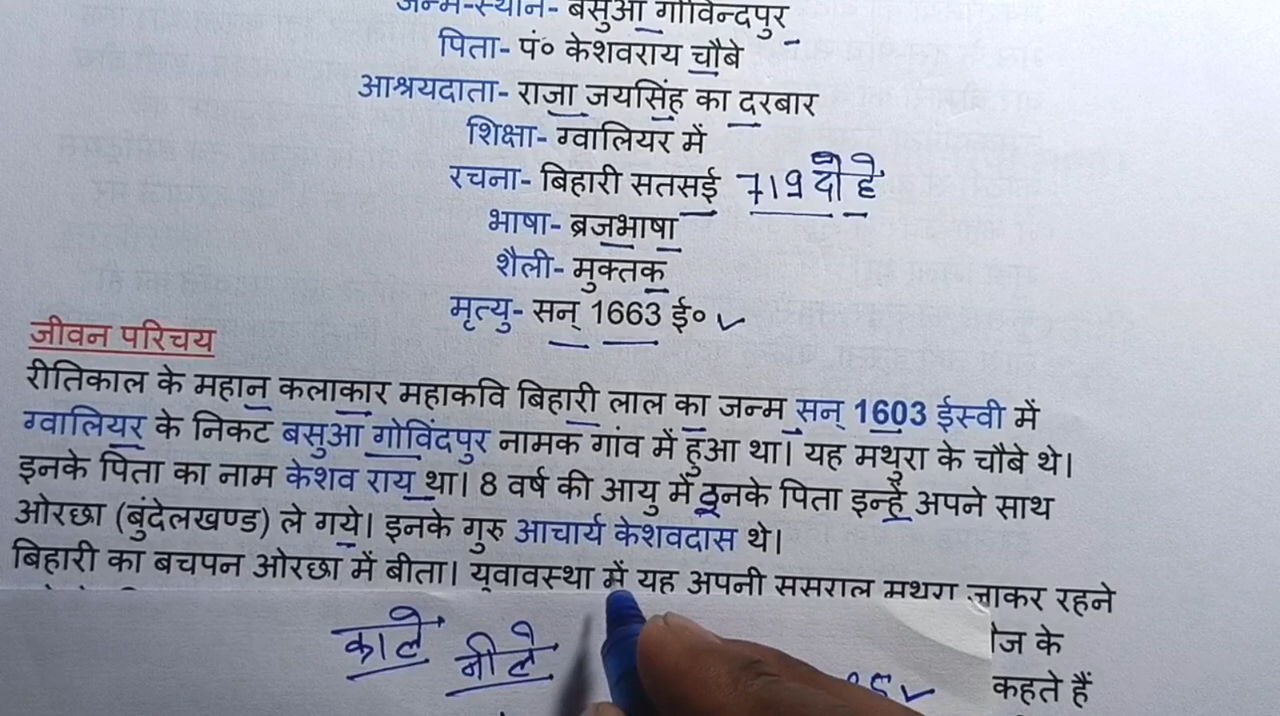 जन्म-स्थान- बसुआ गोविन्दपुर
पिता- पं० केशवराय चौबे
आश्रयदाता- राजा जयसिंह का दरबार
शिक्षा- ग्वालियर में
रचना- बिहारी सतसई 719 दोहे
भाषा- ब्रजभाषा
शैली- मुक्तक
मृत्यु- सन् 1663 ई०
जीवन परिचय
रीतिकाल के महान कलाकार महाकवि बिहारी लाल का जन्म सन् 1603 ईस्वी में
ग्वालियर के निकट बसुआ गोविंदपुर नामक गांव में हुआ था। यह मथुरा के चौबे थे।
इनके पिता का नाम केशव राय था। 8 वर्ष की आयु में इनके पिता इन्हें अपने साथ
ओरछा (बुंदेलखण्ड) ले गये। इनके गुरु आचार्य केशवदास थे।
बिहारी का बचपन ओरछा में बीता। युवावस्था में यह अपनी ससुराल मथुरा जाकर रहने
के
काले नीले
कहते हैं